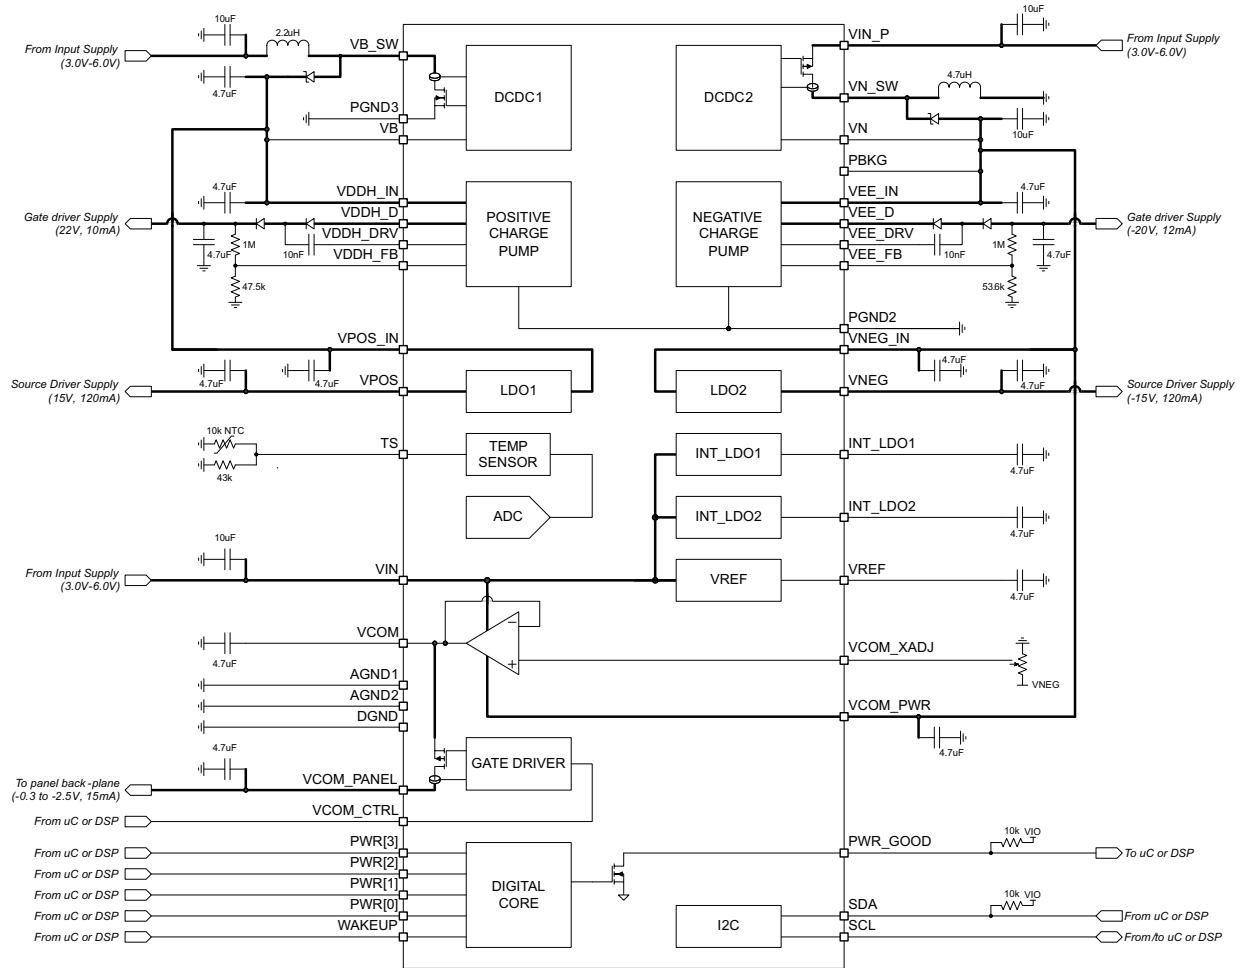 10uF
From Input Supply
(3.0V-6.0V)
2.2uH
VB_SW
4.7uF
PGND3
VB
DCDC1
DCDC2
VIN_P
10uF
From Input Supply
(3.0V-6.0V)
VN_SW
4.7uH
10uF
VN
PBKG
4.7uF
VDDH_IN
Gate driver Supply
(22V, 10mA)
VDDH_D
VDDH_DRV
VDDH_FB
4.7uF
1M
10nF
47.5k
POSITIVE
CHARGE
PUMP
NEGATIVE
CHARGE
PUMP
VEE_IN
VEE_D
VEE_DRV
VEE_FB
4.7uF
10nF
1M
4.7uF
53.6k
Gate driver Supply
(-20V, 12mA)
PGND2
VPOS_IN
VNEG_IN
4.7uF
4.7uF
4.7uF
4.7uF
Source Driver Supply
(15V, 120mA)
VPOS
LDO1
LDO2
VNEG
Source Driver Supply
(-15V, 120mA)
10k NTC
43k
TS
TEMP
SENSOR
ADC
INT_LDO1
INT_LDO1
4.7uF
INT_LDO2
INT_LDO2
4.7uF
10uF
From Input Supply
(3.0V-6.0V)
VIN
VREF
VREF
4.7uF
VCOM
4.7uF
−
+
VCOM_XADJ
VNEG
AGND1
AGND2
DGND
VCOM_PWR
4.7uF
4.7uF
To panel back-plane
(-0.3 to -2.5V, 15mA)
VCOM_PANEL
GATE DRIVER
From uC or DSP
VCOM_CTRL
From uC or DSP
PWR[3]
From uC or DSP
PWR[2]
From uC or DSP
PWR[1]
From uC or DSP
PWR[0]
From uC or DSP
WAKEUP
DIGITAL
CORE
PWR_GOOD
10k
VIO
To uC or DSP
I2C
SDA
10k
VIO
From uC or DSP
SCL
From/to uC or DSP